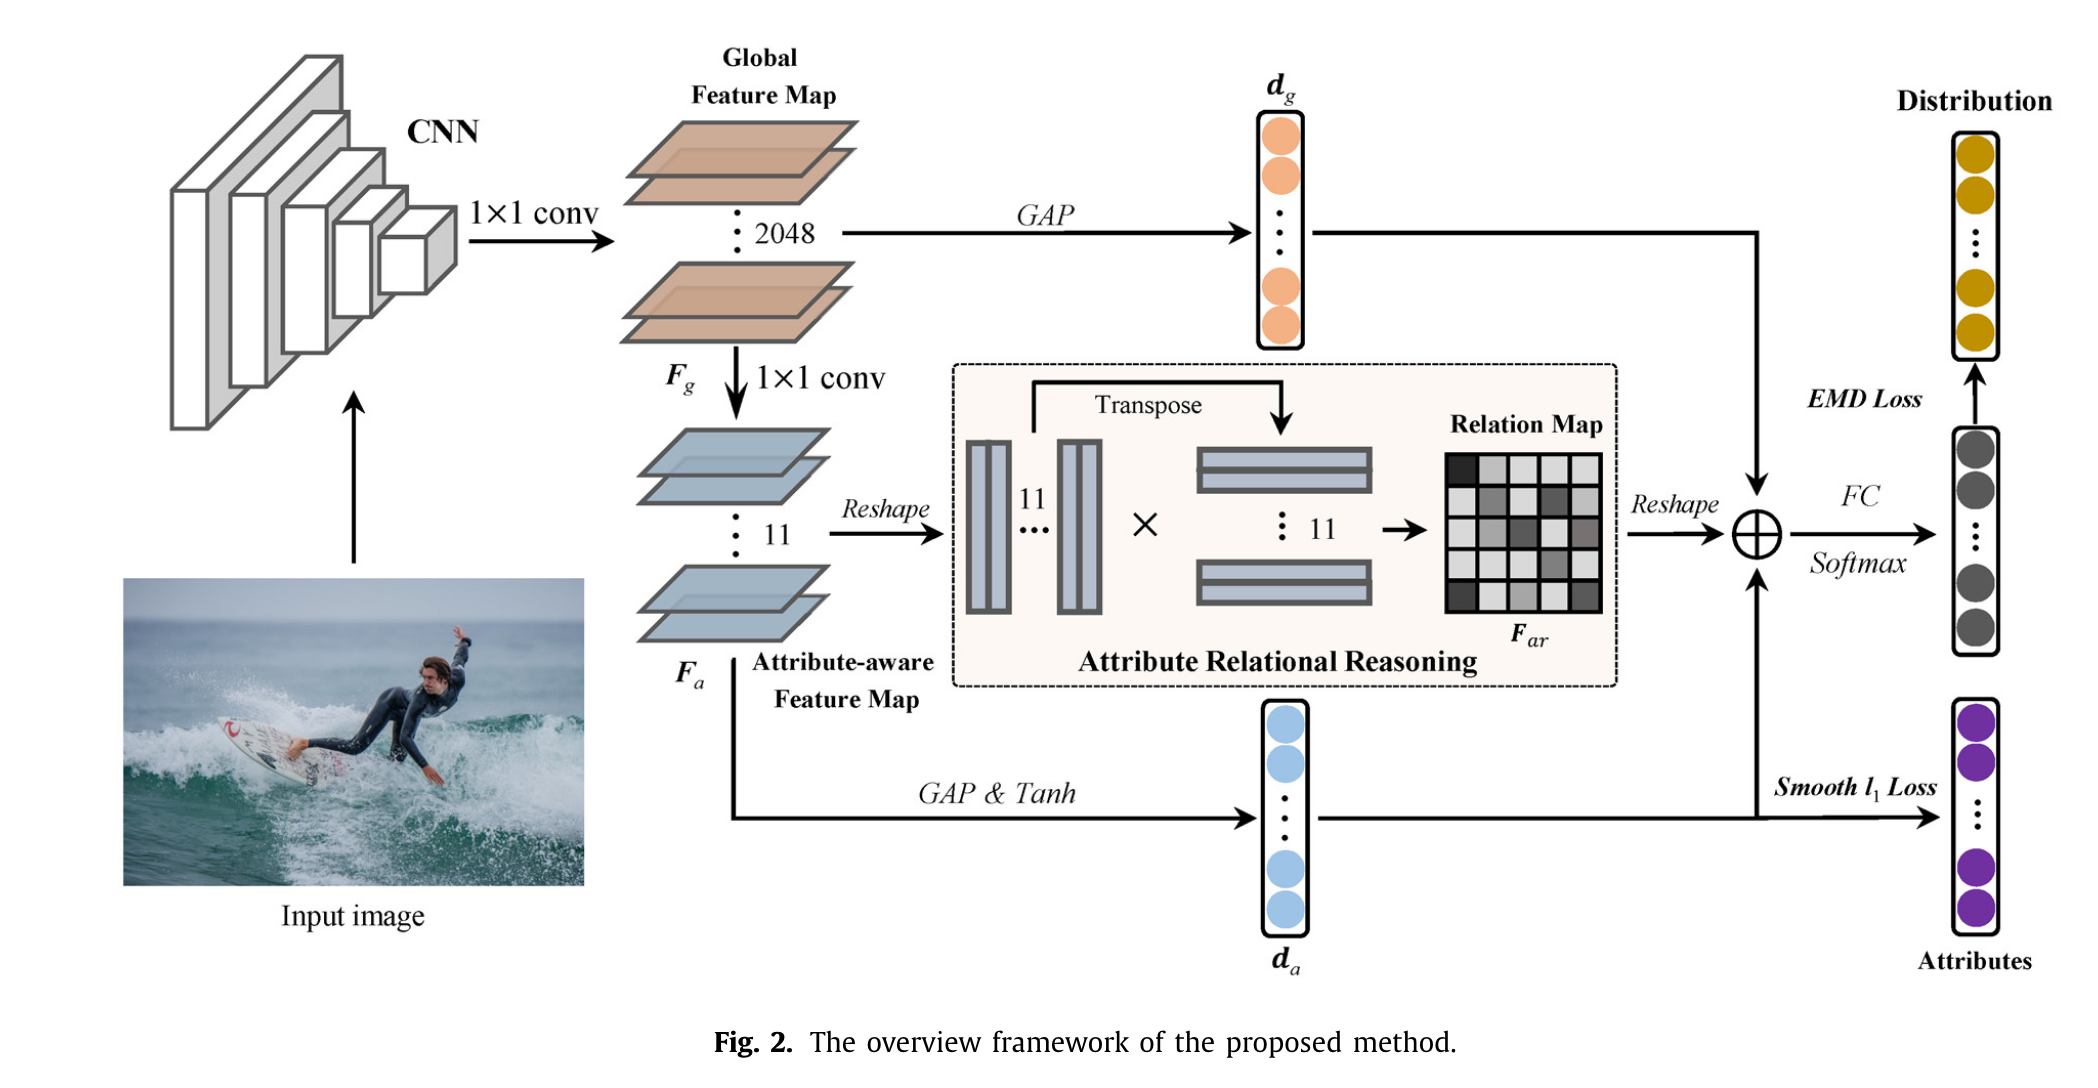 Global
Feature Map
CNN
1×1 conv
2048
GAP
d_g
Distribution
F_g
1×1 conv
Transpose
Relation Map
EMD Loss
11
Reshape
11
×
11
Reshape
FC
Softmax
F_ar
Attribute Relational Reasoning
F_a
Attribute-aware
Feature Map
GAP & Tanh
Smooth l_1 Loss
Input image
d_a
Attributes
Fig. 2. The overview framework of the proposed method.